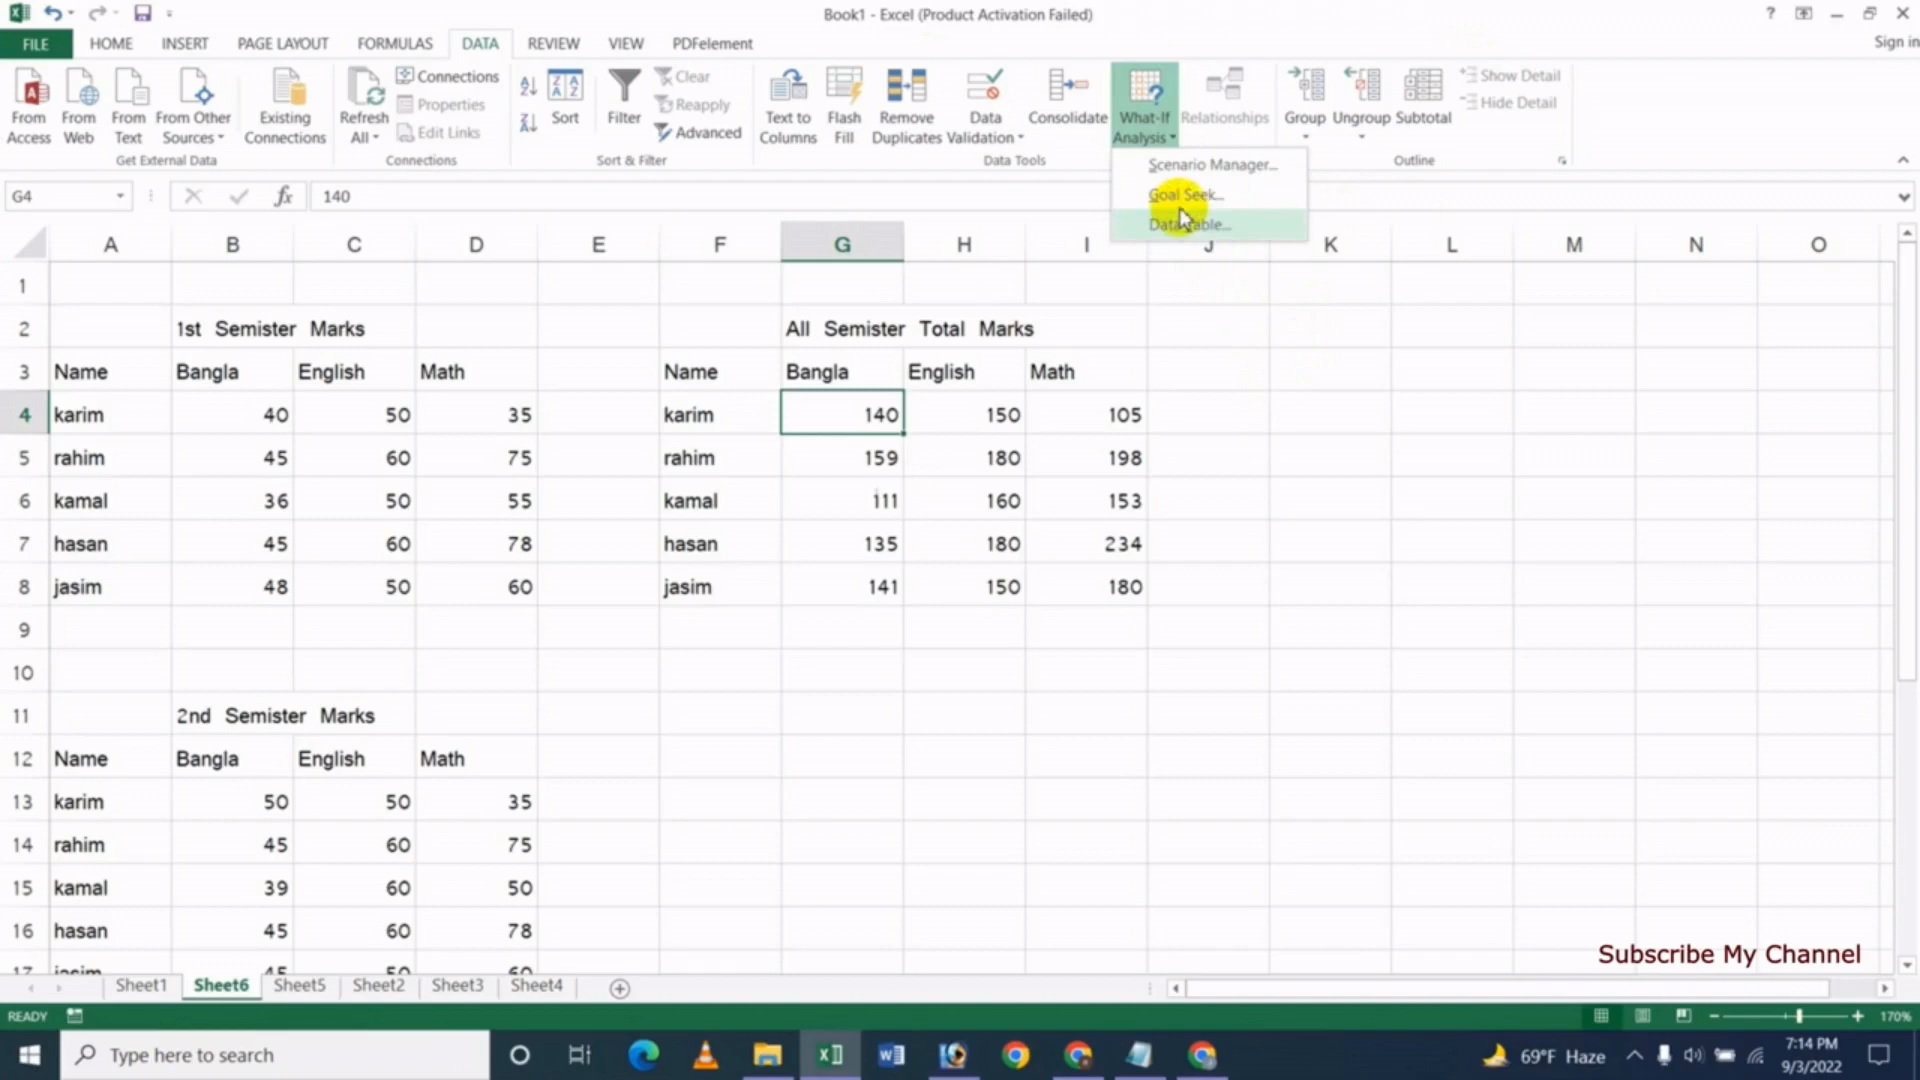 Book1 - Excel (Product Activation Failed)
?
FILE HOME INSERT PAGE LAYOUT FORMULAS DATA REVIEW VIEW PDFelement Sign in
From Access
From Web
From Text
From Other Sources
Get External Data
Existing Connections
Refresh All
Connections
Properties
Edit Links
Connections
Sort
Filter
Clear
Reapply
Advanced
Sort & Filter
Text to Columns
Flash Fill
Remove Duplicates
Data Validation
Consolidate
What-If Analysis
Relationships
Data Tools
Group
Ungroup
Subtotal
Show Detail
Hide Detail
Outline
Scenario Manager...
Goal Seek...
Data Table...
G4 fx 140
A B C D E F G H I J K L M N O
1
2 1st Semister Marks All Semister Total Marks
3 Name Bangla English Math Name Bangla English Math
4 karim 40 50 35 karim 140 150 105
5 rahim 45 60 75 rahim 159 180 198
6 kamal 36 50 55 kamal 111 160 153
7 hasan 45 60 78 hasan 135 180 234
8 jasim 48 50 60 jasim 141 150 180
9
10
11 2nd Semister Marks
12 Name Bangla English Math
13 karim 50 50 35
14 rahim 45 60 75
15 kamal 39 60 50
16 hasan 45 60 78
17 jasim 45 50 60
Subscribe My Channel
Sheet1 Sheet6 Sheet5 Sheet2 Sheet3 Sheet4
READY 170%
Type here to search
69°F Haze
7:14 PM
9/3/2022